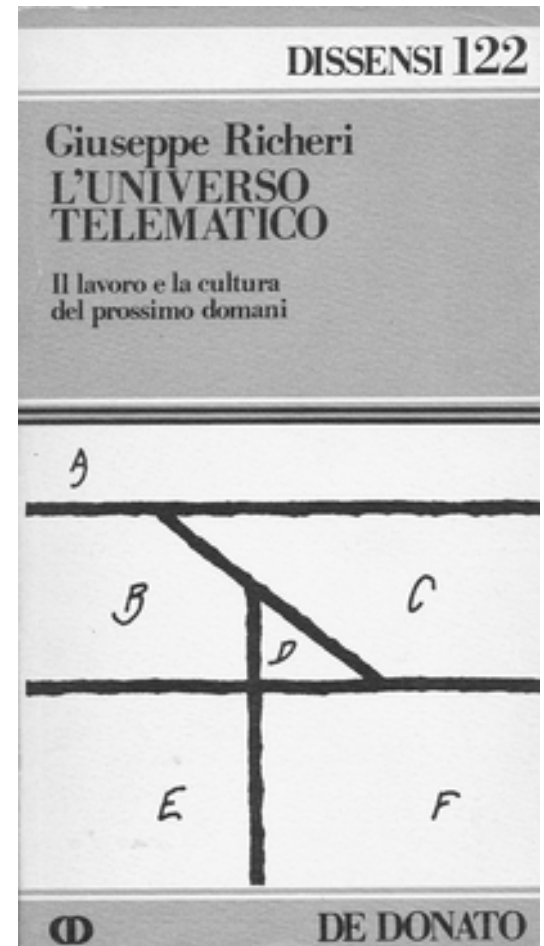 DISSENSI 122
Giuseppe Richeri
L'UNIVERSO
TELEMATICO
Il lavoro e la cultura
del prossimo domani
A
B
C
D
E
F
DE DONATO